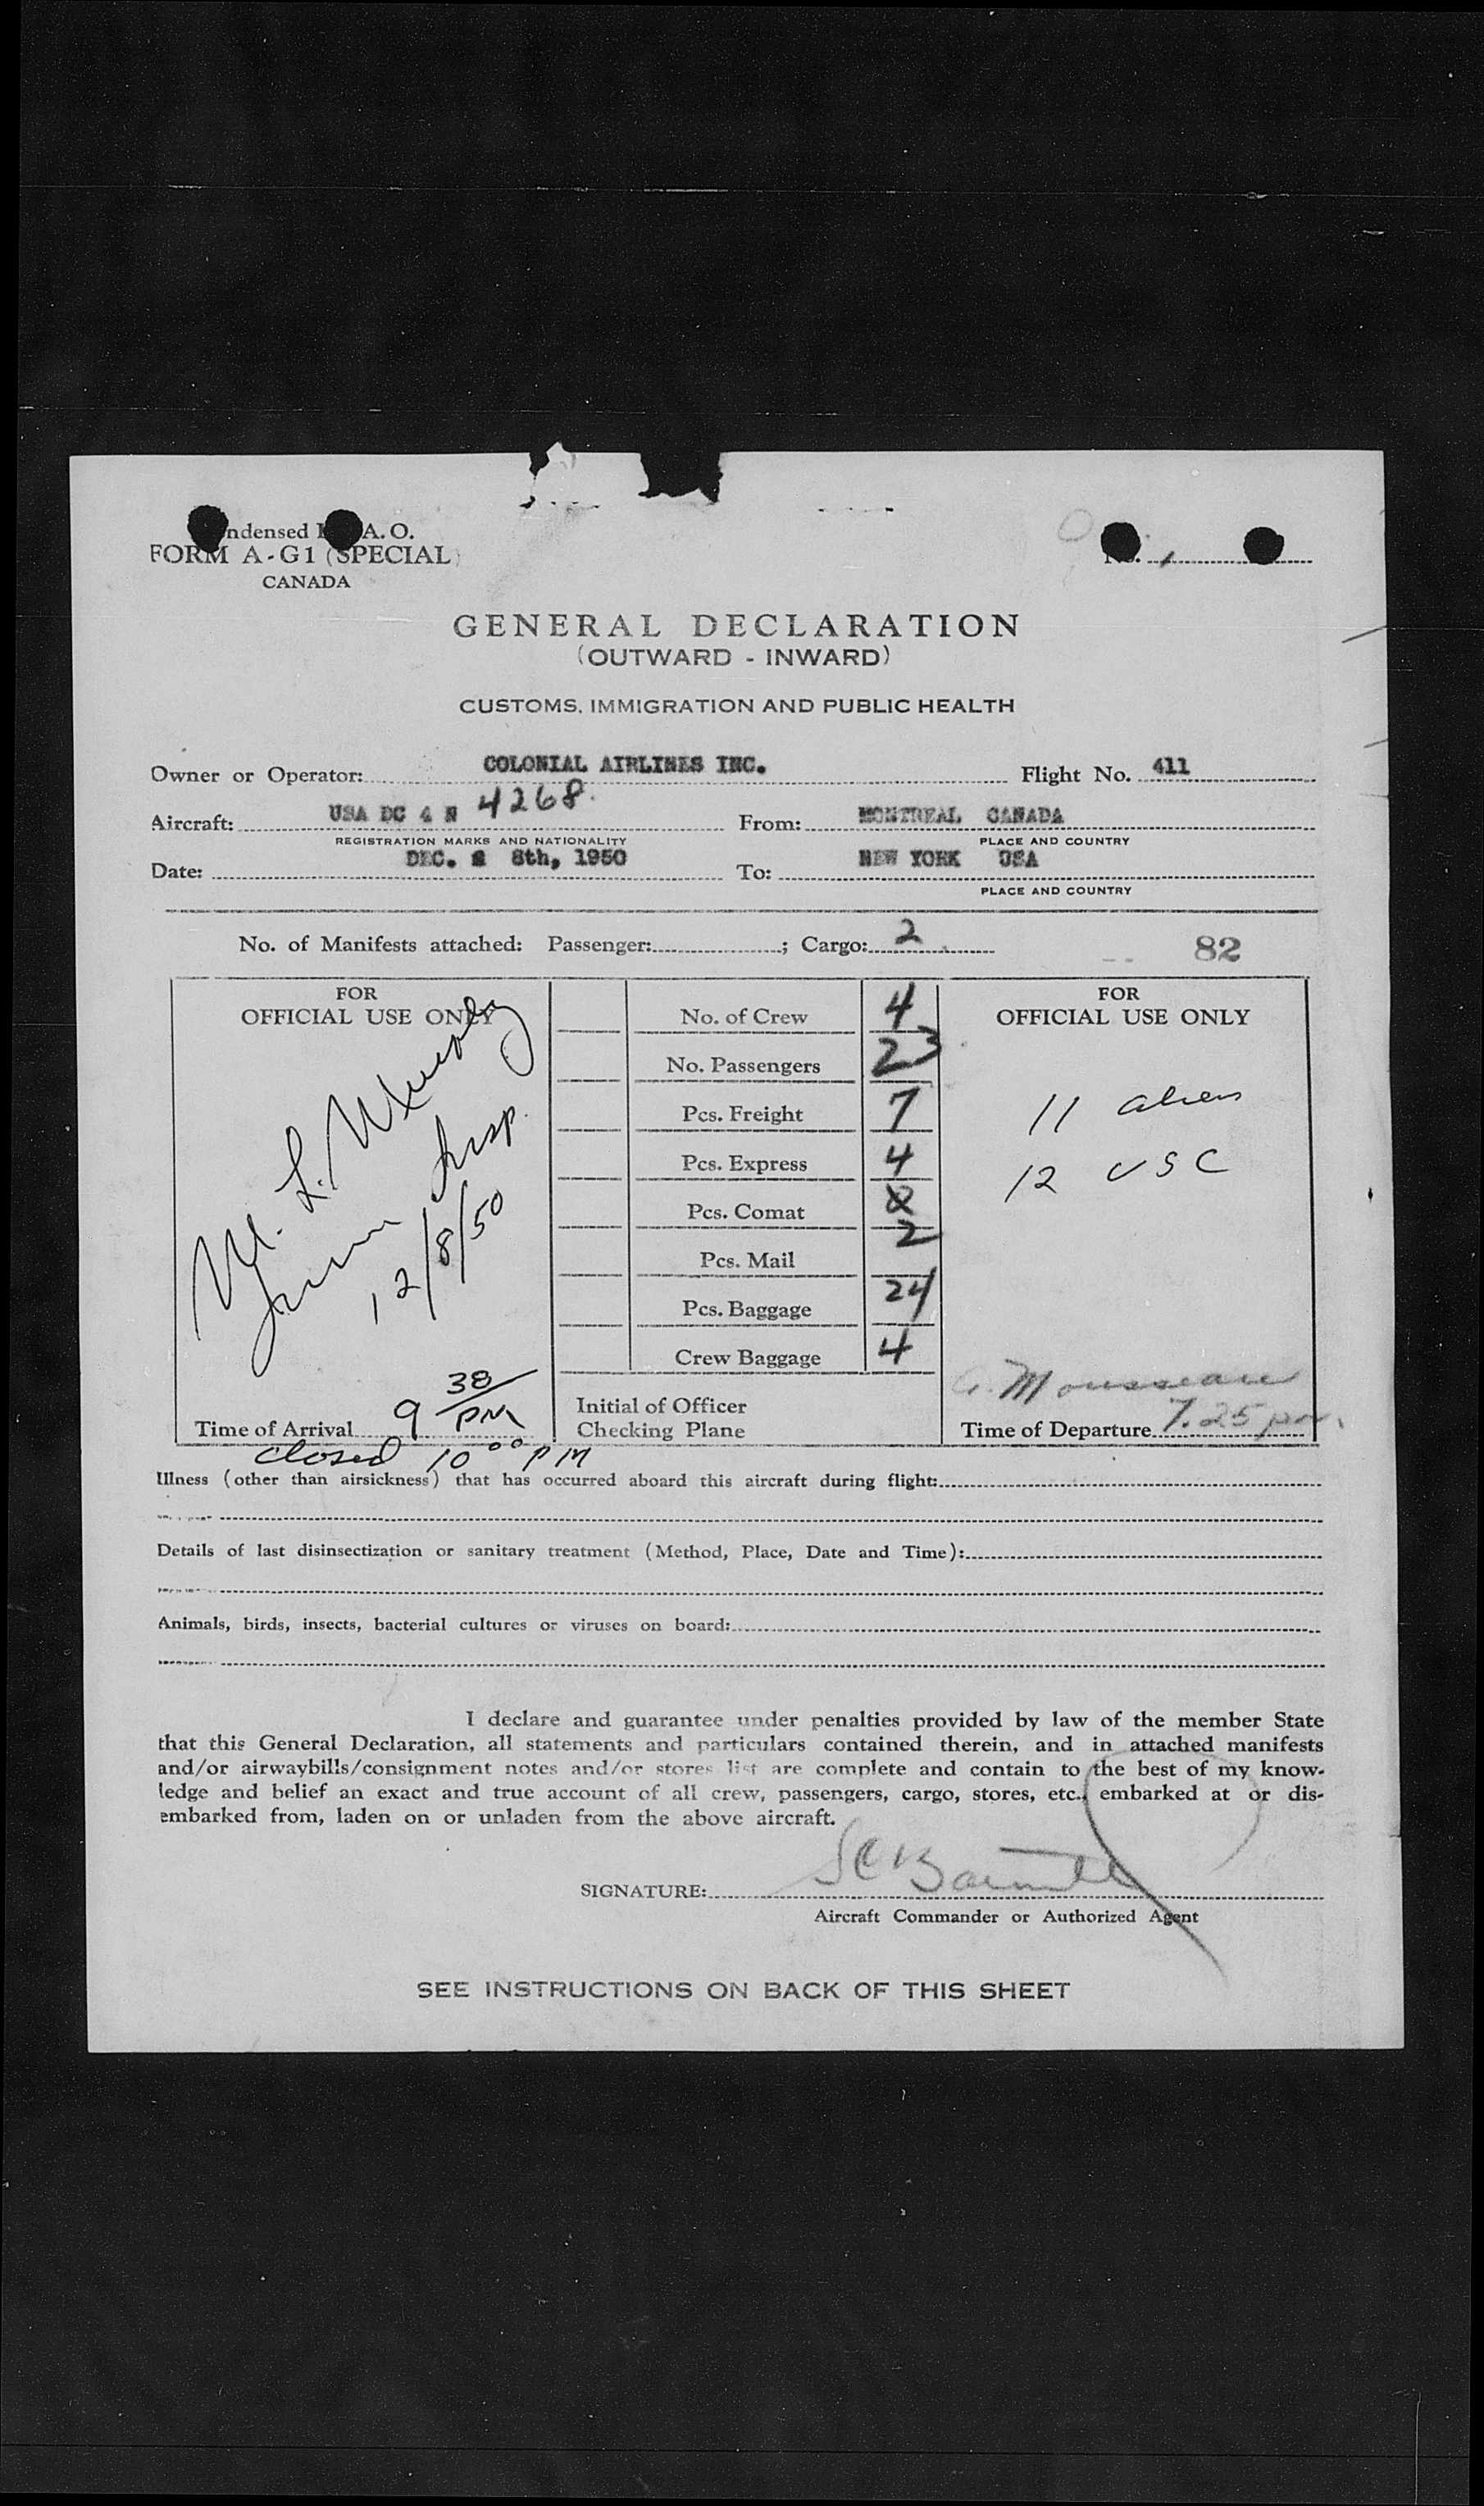 ndensed I A. O.
FORM A - G1 (SPECIAL)
CANADA
No.
GENERAL DECLARATION
(OUTWARD - INWARD)
CUSTOMS, IMMIGRATION AND PUBLIC HEALTH
Owner or Operator: COLONIAL AIRLINES INC. Flight No. 411
Aircraft: USA DC 4 N 4268 From: MONTREAL CANADA
REGISTRATION MARKS AND NATIONALITY PLACE AND COUNTRY
Date: DEC. 8th, 1950 To: NEW YORK USA
PLACE AND COUNTRY
No. of Manifests attached: Passenger: ; Cargo: 2
82
FOR
OFFICIAL USE ONLY
M. L. Murphy
Imm Insp.
12/8/50
Time of Arrival 9 38/PM
closed 10 00 PM
No. of Crew 4
No. Passengers 23
Pcs. Freight 7
Pcs. Express 4
Pcs. Comat 2
Pcs. Mail
Pcs. Baggage 24
Crew Baggage 4
Initial of Officer
Checking Plane
FOR
OFFICIAL USE ONLY
11 aliens
12 USC
Mousseau
Time of Departure 7.25 pm.
Illness (other than airsickness) that has occurred aboard this aircraft during flight:
Details of last disinsectization or sanitary treatment (Method, Place, Date and Time):
Animals, birds, insects, bacterial cultures or viruses on board:
I declare and guarantee under penalties provided by law of the member State
that this General Declaration, all statements and particulars contained therein, and in attached manifests
and/or airwaybills/consignment notes and/or stores list are complete and contain to the best of my know-
ledge and belief an exact and true account of all crew, passengers, cargo, stores, etc., embarked at or dis-
embarked from, laden on or unladen from the above aircraft.
SIGNATURE:
Aircraft Commander or Authorized Agent
SEE INSTRUCTIONS ON BACK OF THIS SHEET